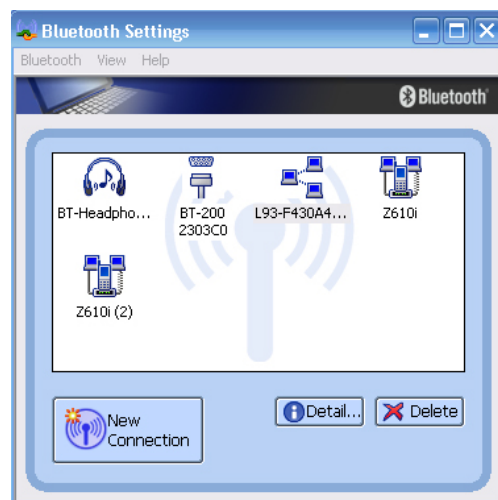 Bluetooth Settings
Bluetooth View Help
Bluetooth
BT-Headpho... BT-200 L93-F430A4... Z610i
2303C0
Z610i (2)
New
Connection
Detail... Delete